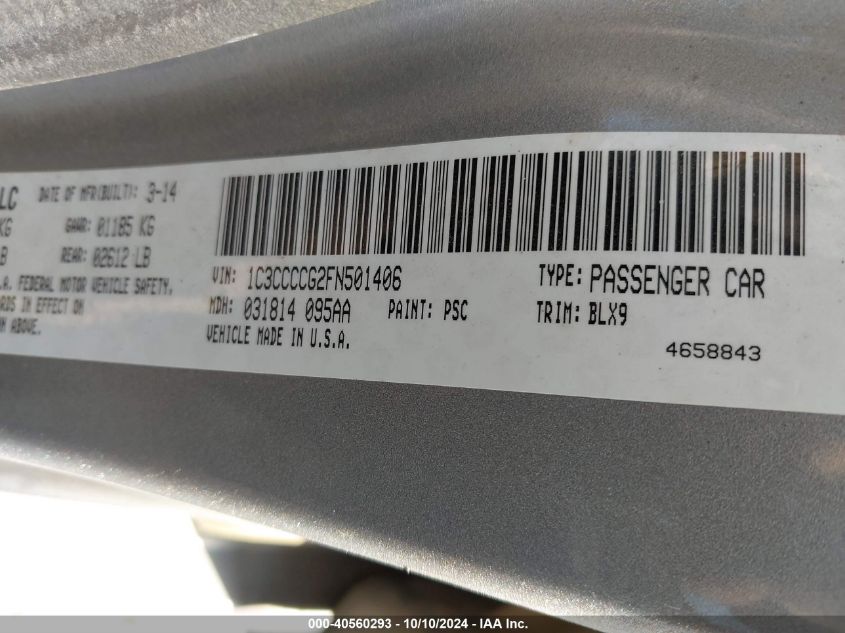 LC DATE OF MFR(BUILT): 3-14
KG GAWR: 01185 KG
LB REAR: 02612 LB
.A. FEDERAL MOTOR VEHICLE SAFETY.
ARDS IN EFFECT ON
WN ABOVE.
VIN: 1C3CCCCG2FN501406 TYPE: PASSENGER CAR
MDH: 031814 095AA PAINT: PSC TRIM: BLX9
VEHICLE MADE IN U.S.A.
4658843
000-40560293 - 10/10/2024 - IAA Inc.